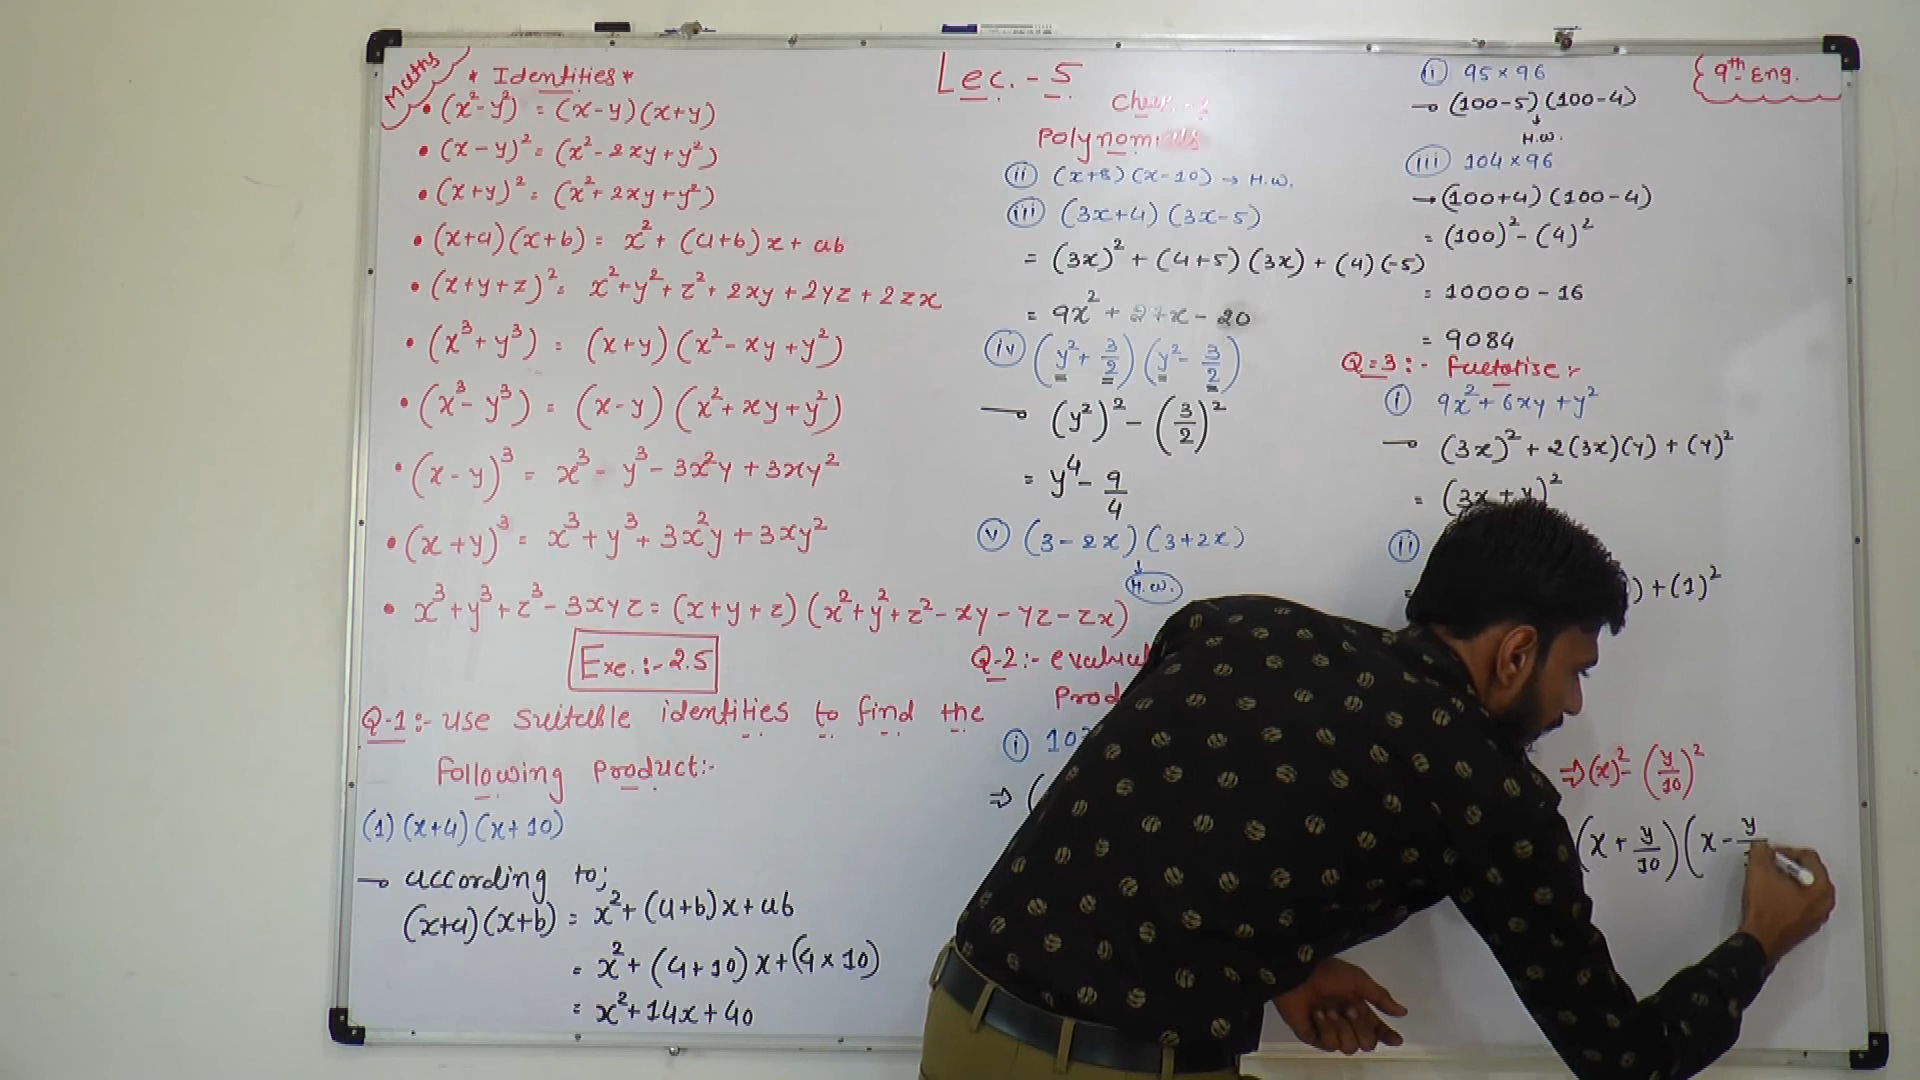 Maths
* Identities *
• (x² - y²) = (x-y)(x+y)
• (x-y)² = (x² - 2xy + y²)
• (x+y)² = (x² + 2xy + y²)
• (x+a)(x+b) = x² + (a+b)x + ab
• (x+y+z)² = x² + y² + z² + 2xy + 2yz + 2zx
• (x³ + y³) = (x+y)(x² - xy + y²)
• (x³ - y³) = (x-y)(x² + xy + y²)
• (x-y)³ = x³ - y³ - 3x²y + 3xy²
• (x+y)³ = x³ + y³ + 3x²y + 3xy²
• x³ + y³ + z³ - 3xyz = (x+y+z)(x² + y² + z² - xy - yz - zx)
Exe. :- 2.5
Q-1 :- use suitable identities to find the
following product :-
(1) (x+4)(x+10)
→ according to;
(x+a)(x+b) = x² + (a+b)x + ab
= x² + (4+10)x + (4×10)
= x² + 14x + 40
Lec. - 5
Polynomials
(ii) (x+8)(x-10) → H.W.
(iii) (3x+4)(3x-5)
= (3x)² + (4+5)(3x) + (4)(-5)
= 9x² + 27x - 20
(iv) (y² + 3/2)(y² - 3/2)
→ (y²)² - (3/2)²
= y⁴ - 9/4
(v) (3-2x)(3+2x)
↓
H.W.
Q-2 :-
(i)
⇒ (
(i) 95×96
→ (100-5)(100-4)
↓
H.W.
(iii) 104×96
→ (100+4)(100-4)
= (100)² - (4)²
= 10000 - 16
= 9084
Q=3 :- factotise :
(i) 9x² + 6xy + y²
→ (3x)² + 2(3x)(y) + (y)²
= (3x+y)²
(ii)
=
) + (1)²
⇒ (x)² - (y/10)²
(x + y/10)(x - y
9th Eng.